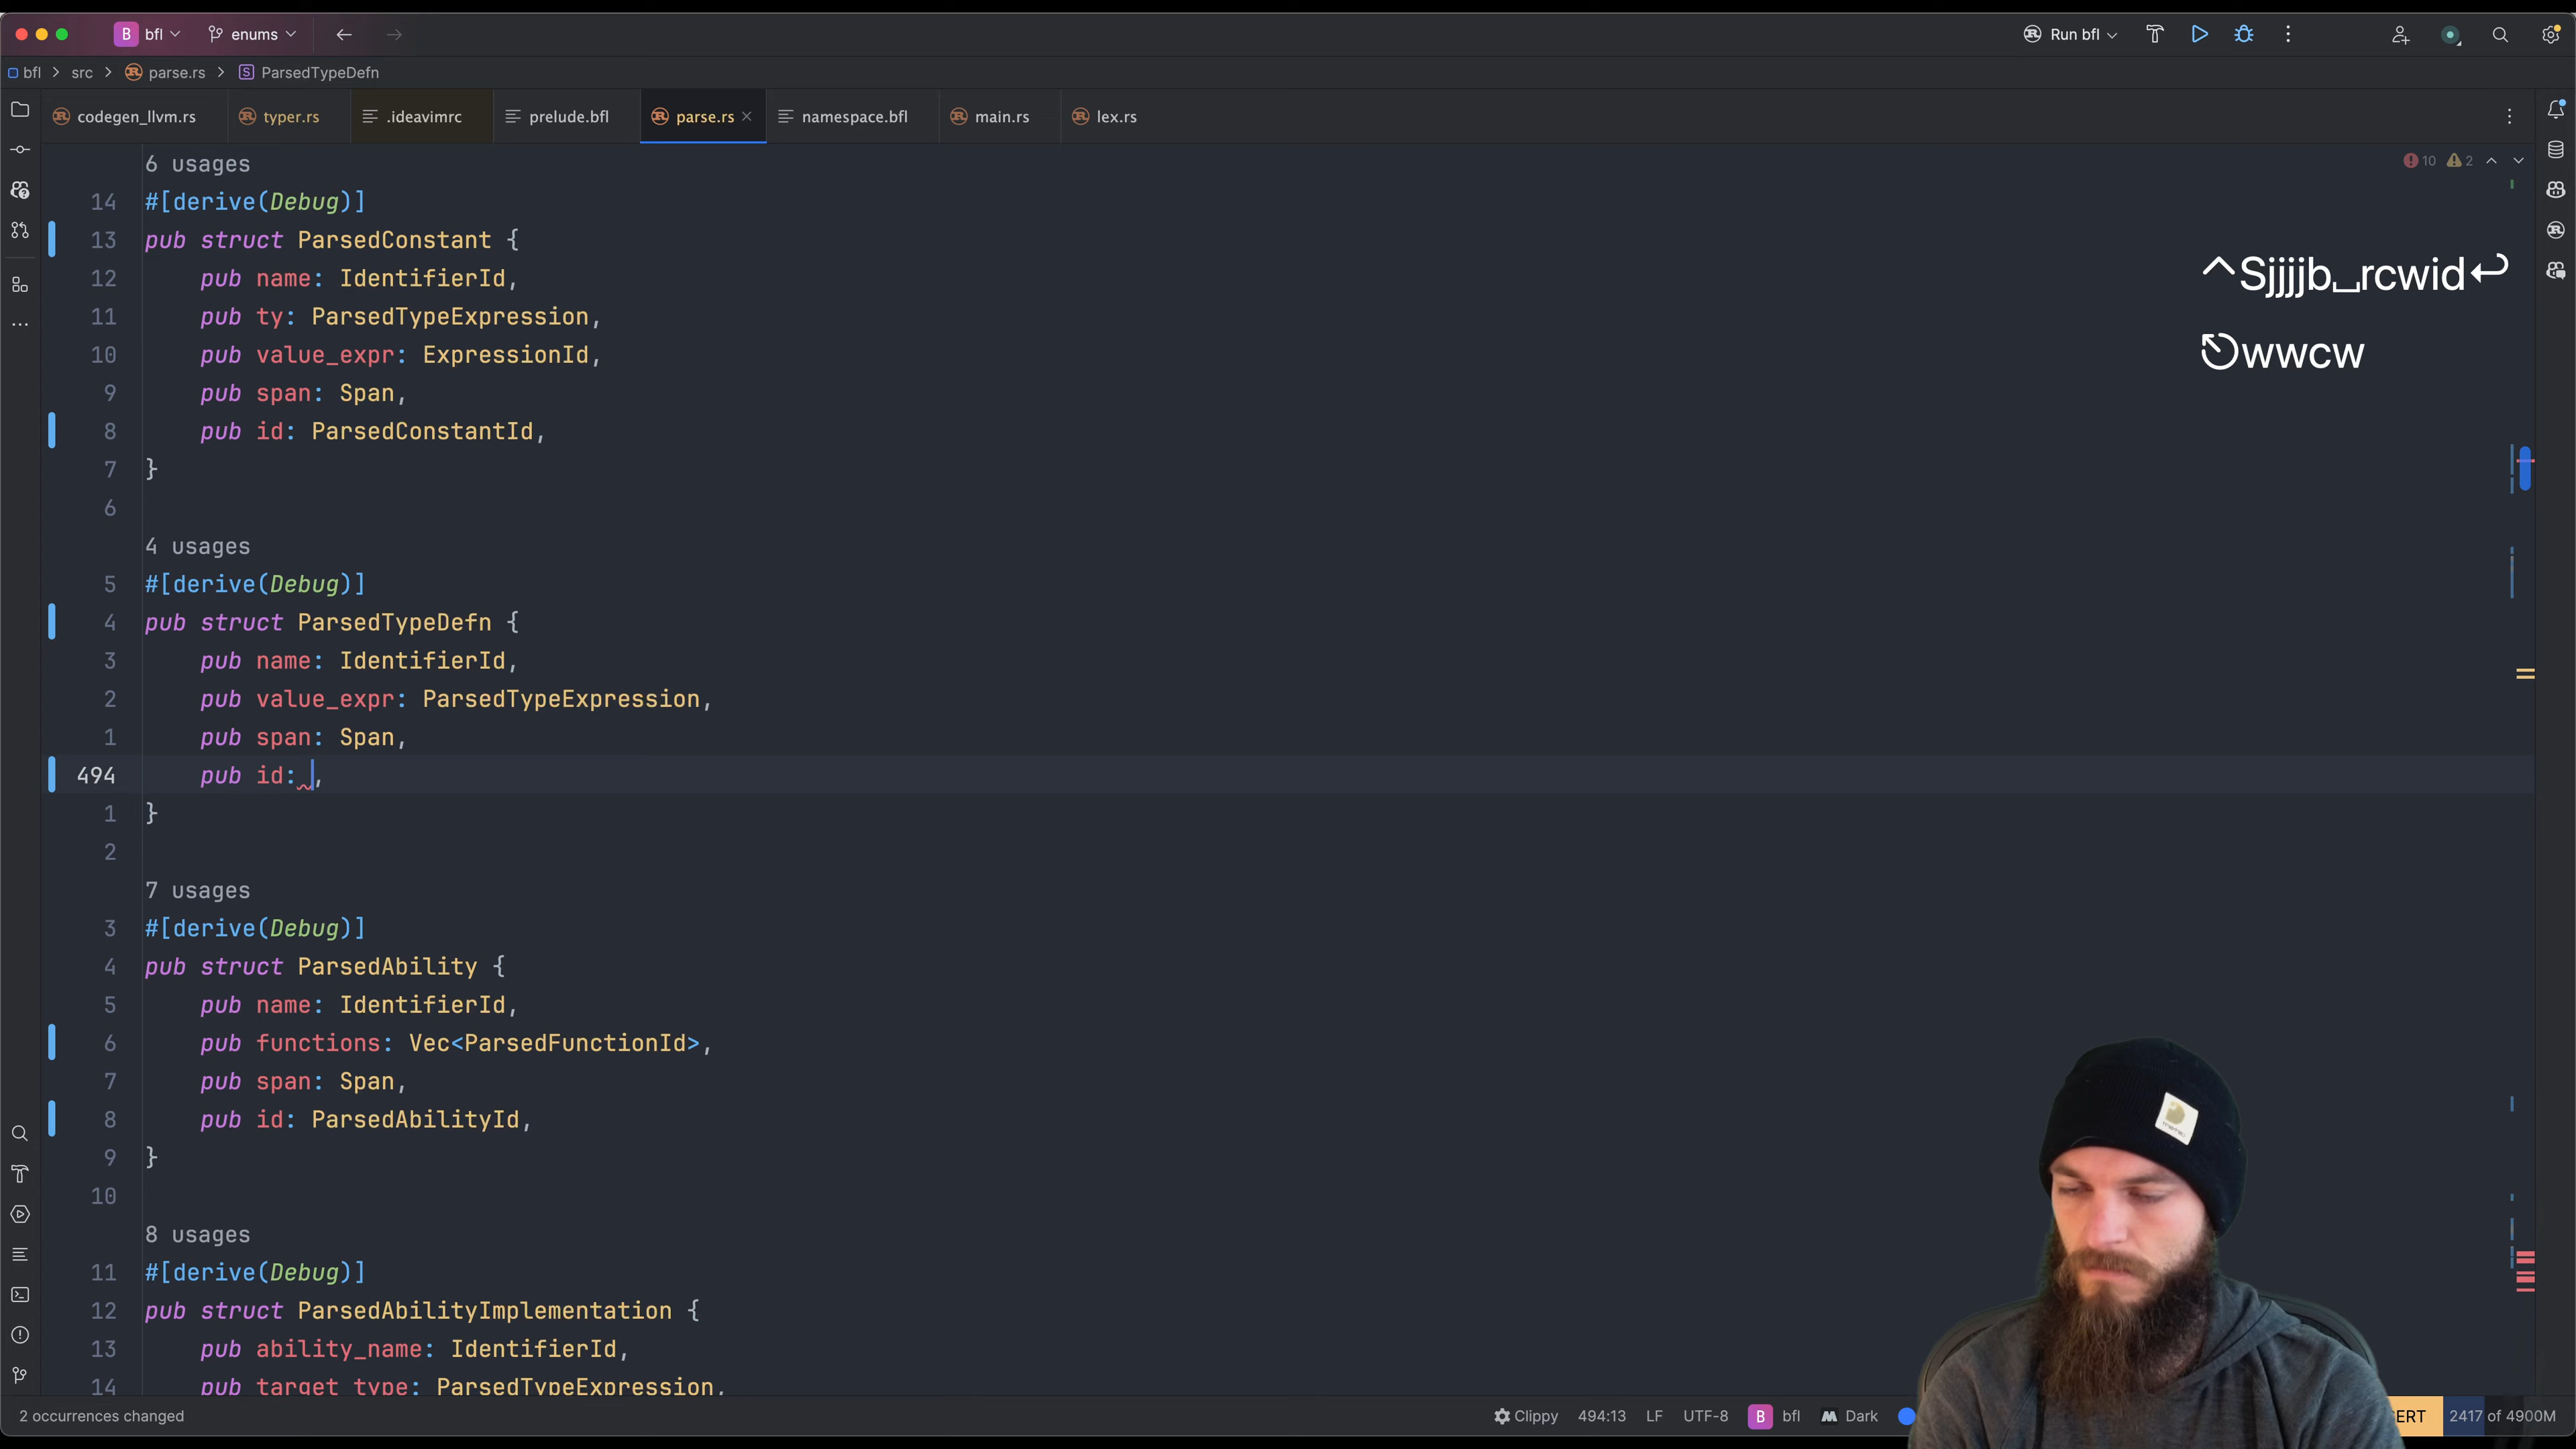 B bfl enums Run bfl
bfl src parse.rs S ParsedTypeDefn
codegen_llvm.rs typer.rs .ideavimrc prelude.bfl parse.rs namespace.bfl main.rs lex.rs
6 usages 10 2
14 #[derive(Debug)]
13 pub struct ParsedConstant {
12 pub name: IdentifierId,
11 pub ty: ParsedTypeExpression,
10 pub value_expr: ExpressionId,
9 pub span: Span,
8 pub id: ParsedConstantId,
7 }
6
^Sjjjjb␣rcwid↩
⎋wwcw
4 usages
5 #[derive(Debug)]
4 pub struct ParsedTypeDefn {
3 pub name: IdentifierId,
2 pub value_expr: ParsedTypeExpression,
1 pub span: Span,
494 pub id: ,
1 }
2
7 usages
3 #[derive(Debug)]
4 pub struct ParsedAbility {
5 pub name: IdentifierId,
6 pub functions: Vec<ParsedFunctionId>,
7 pub span: Span,
8 pub id: ParsedAbilityId,
9 }
10
8 usages
11 #[derive(Debug)]
12 pub struct ParsedAbilityImplementation {
13 pub ability_name: IdentifierId,
14 pub target_type: ParsedTypeExpression,
2 occurrences changed Clippy 494:13 LF UTF-8 B bfl Dark ERT 2417 of 4900M